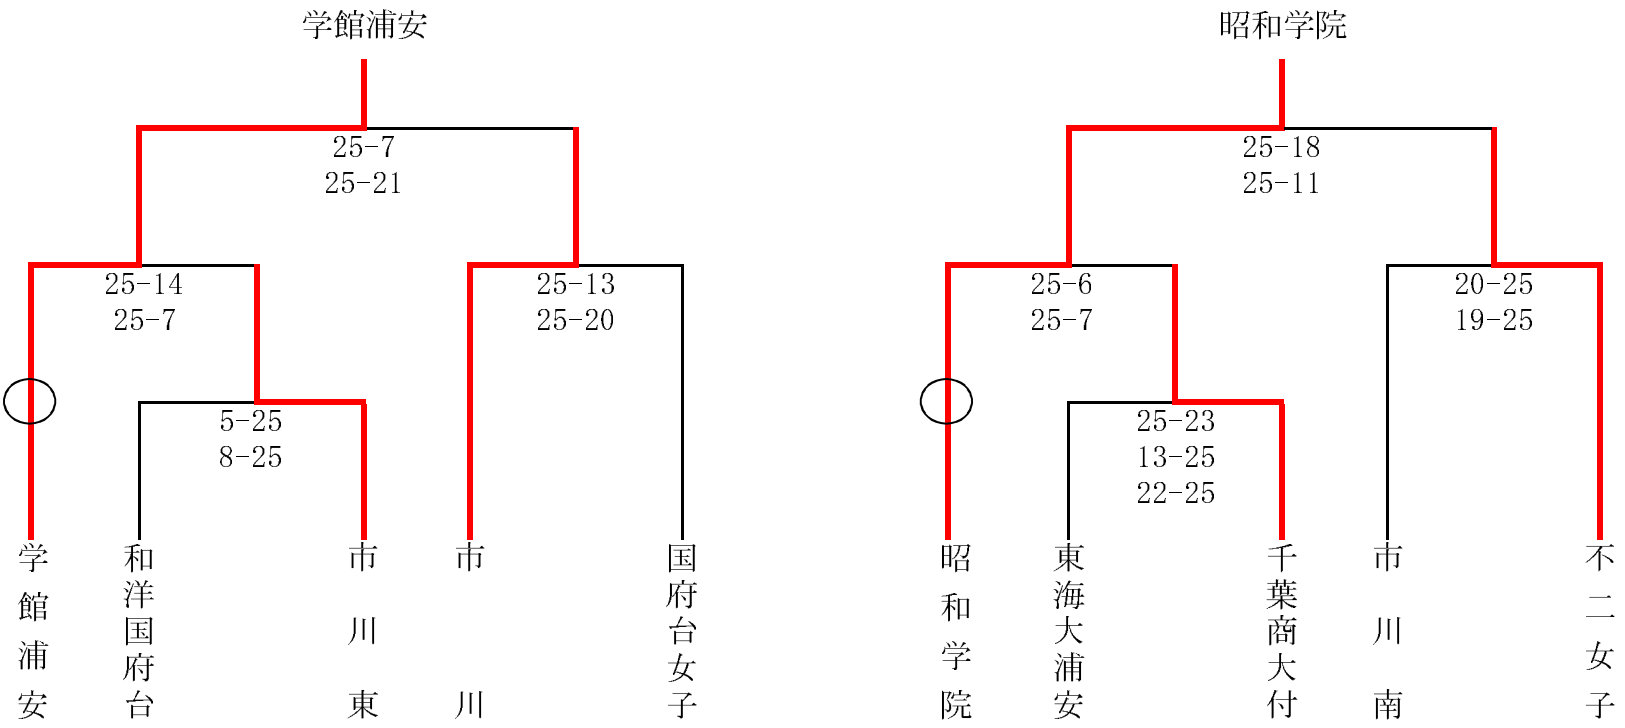 学館浦安
25-7
25-21
25-14
25-7
25-13
25-20
5-25
8-25
学館浦安
和洋国府台
市川東
市川
国府台女子
昭和学院
25-18
25-11
25-6
25-7
20-25
19-25
25-23
13-25
22-25
昭和学院
東海大浦安
千葉商大付
市川南
不二女子